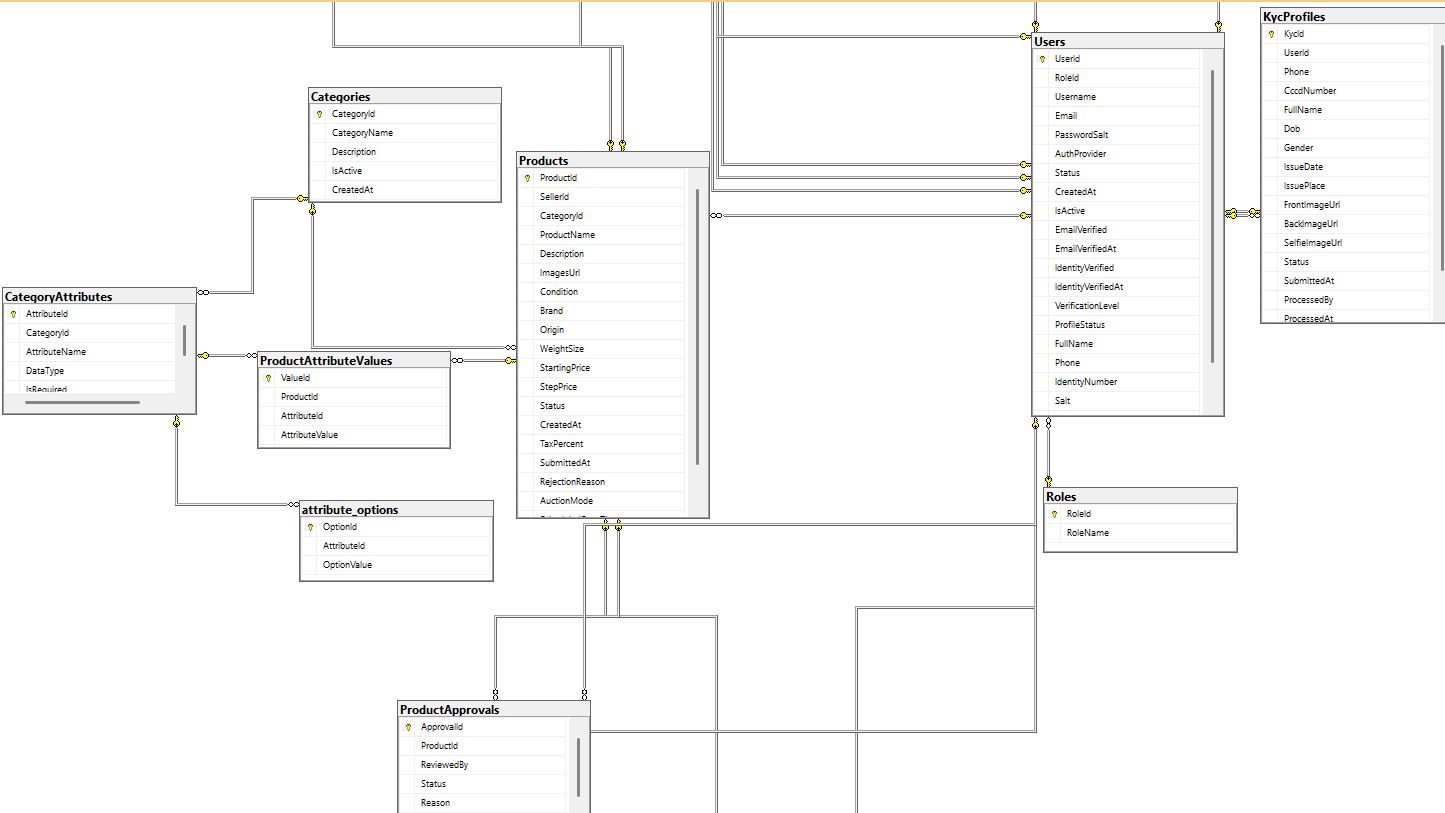 Categories
CategoryId
CategoryName
Description
IsActive
CreatedAt
CategoryAttributes
AttributeId
CategoryId
AttributeName
DataType
IsRequired
ProductAttributeValues
ValueId
ProductId
AttributeId
AttributeValue
attribute_options
OptionId
AttributeId
OptionValue
Products
ProductId
SellerId
CategoryId
ProductName
Description
ImagesUrl
Condition
Brand
Origin
WeightSize
StartingPrice
StepPrice
Status
CreatedAt
TaxPercent
SubmittedAt
RejectionReason
AuctionMode
ProductApprovals
ApprovalId
ProductId
ReviewedBy
Status
Reason
Users
UserId
RoleId
Username
Email
PasswordSalt
AuthProvider
Status
CreatedAt
IsActive
EmailVerified
EmailVerifiedAt
IdentityVerified
IdentityVerifiedAt
VerificationLevel
ProfileStatus
FullName
Phone
IdentityNumber
Salt
Roles
RoleId
RoleName
KycProfiles
KycId
UserId
Phone
CccdNumber
FullName
Dob
Gender
IssueDate
IssuePlace
FrontImageUrl
BackImageUrl
SelfieImageUrl
Status
SubmittedAt
ProcessedBy
ProcessedAt